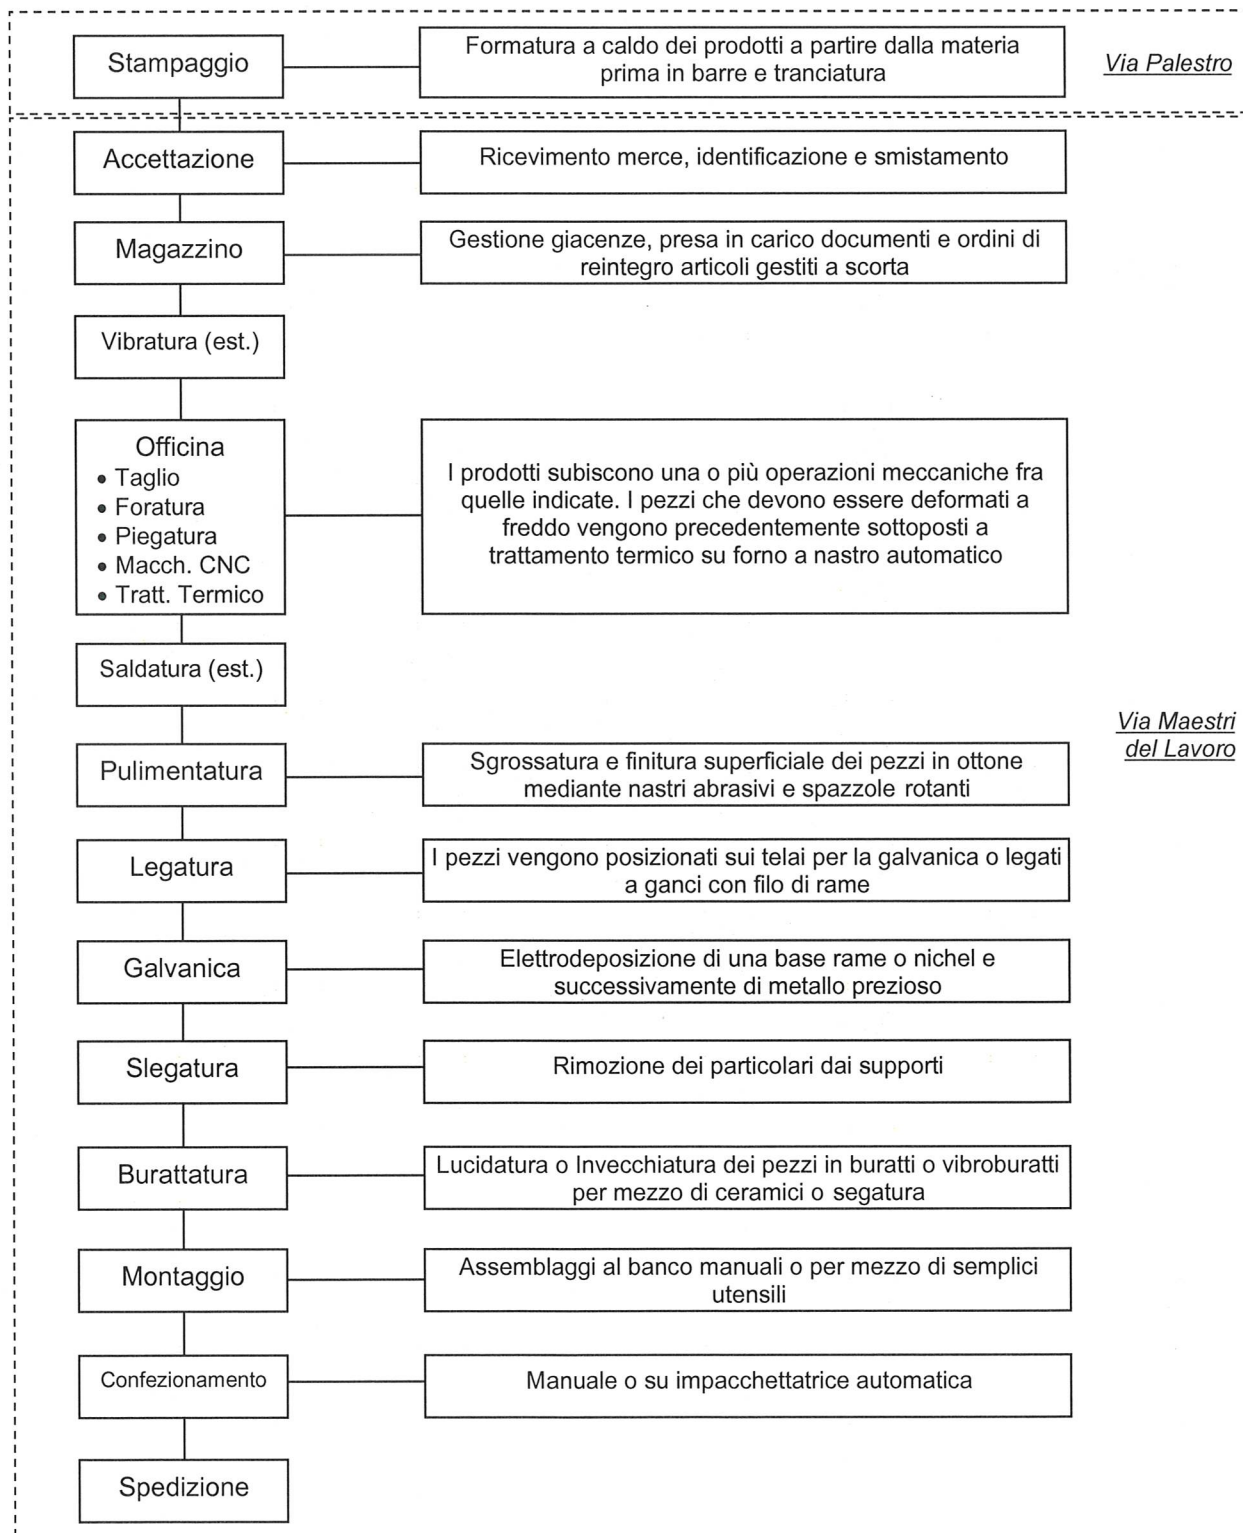 Stampaggio
Formatura a caldo dei prodotti a partire dalla materia
prima in barre e tranciatura
Via Palestro
Accettazione
Ricevimento merce, identificazione e smistamento
Magazzino
Gestione giacenze, presa in carico documenti e ordini di
reintegro articoli gestiti a scorta
Vibratura (est.)
Officina
• Taglio
• Foratura
• Piegatura
• Macch. CNC
• Tratt. Termico
I prodotti subiscono una o più operazioni meccaniche fra
quelle indicate. I pezzi che devono essere deformati a
freddo vengono precedentemente sottoposti a
trattamento termico su forno a nastro automatico
Saldatura (est.)
Via Maestri
del Lavoro
Pulimentatura
Sgrossatura e finitura superficiale dei pezzi in ottone
mediante nastri abrasivi e spazzole rotanti
Legatura
I pezzi vengono posizionati sui telai per la galvanica o legati
a ganci con filo di rame
Galvanica
Elettrodeposizione di una base rame o nichel e
successivamente di metallo prezioso
Slegatura
Rimozione dei particolari dai supporti
Burattatura
Lucidatura o Invecchiatura dei pezzi in buratti o vibroburatti
per mezzo di ceramici o segatura
Montaggio
Assemblaggi al banco manuali o per mezzo di semplici
utensili
Confezionamento
Manuale o su impacchettatrice automatica
Spedizione